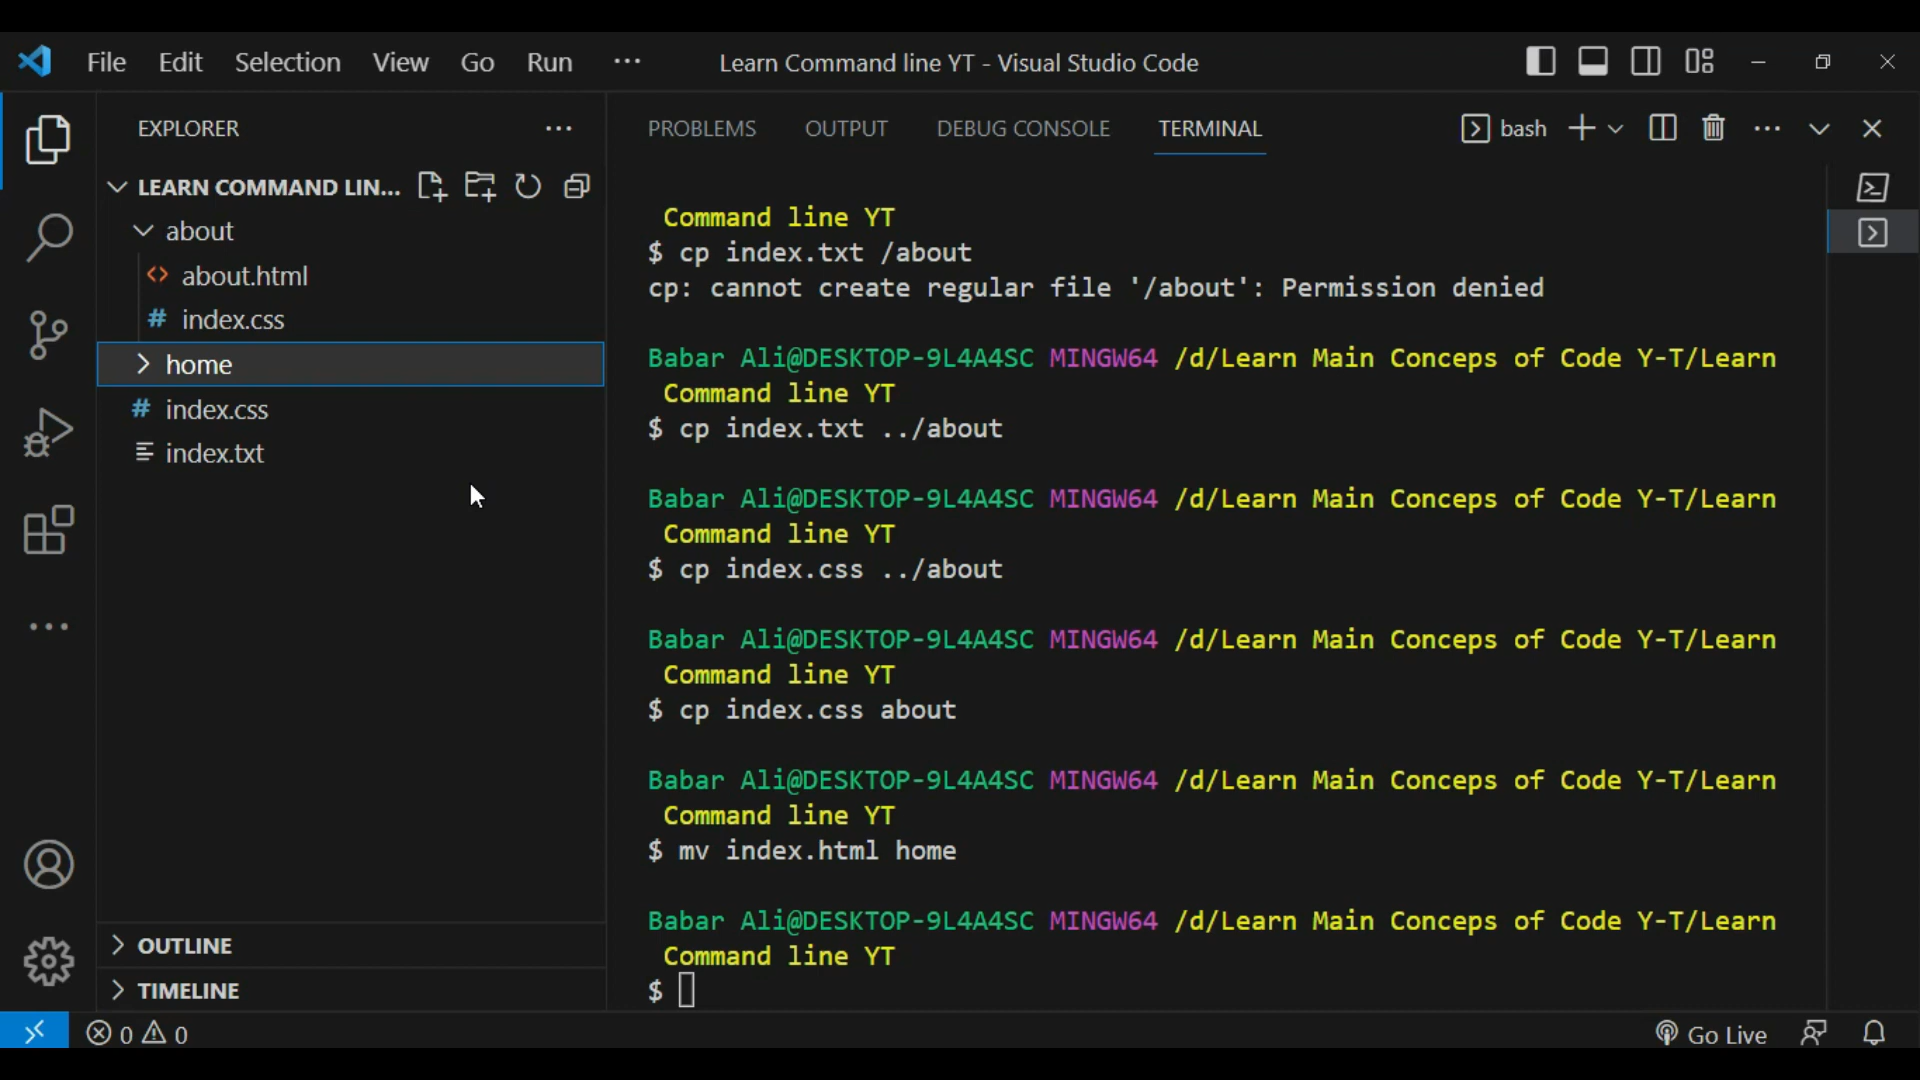 File Edit Selection View Go Run ··· Learn Command line YT - Visual Studio Code
EXPLORER ···
LEARN COMMAND LIN...
about
<> about.html
# index.css
home
# index.css
index.txt
OUTLINE
TIMELINE
PROBLEMS OUTPUT DEBUG CONSOLE TERMINAL bash
Command line YT
$ cp index.txt /about
cp: cannot create regular file '/about': Permission denied
Babar Ali@DESKTOP-9L4A4SC MINGW64 /d/Learn Main Conceps of Code Y-T/Learn
Command line YT
$ cp index.txt ../about
Babar Ali@DESKTOP-9L4A4SC MINGW64 /d/Learn Main Conceps of Code Y-T/Learn
Command line YT
$ cp index.css ../about
Babar Ali@DESKTOP-9L4A4SC MINGW64 /d/Learn Main Conceps of Code Y-T/Learn
Command line YT
$ cp index.css about
Babar Ali@DESKTOP-9L4A4SC MINGW64 /d/Learn Main Conceps of Code Y-T/Learn
Command line YT
$ mv index.html home
Babar Ali@DESKTOP-9L4A4SC MINGW64 /d/Learn Main Conceps of Code Y-T/Learn
Command line YT
$
0 0 Go Live